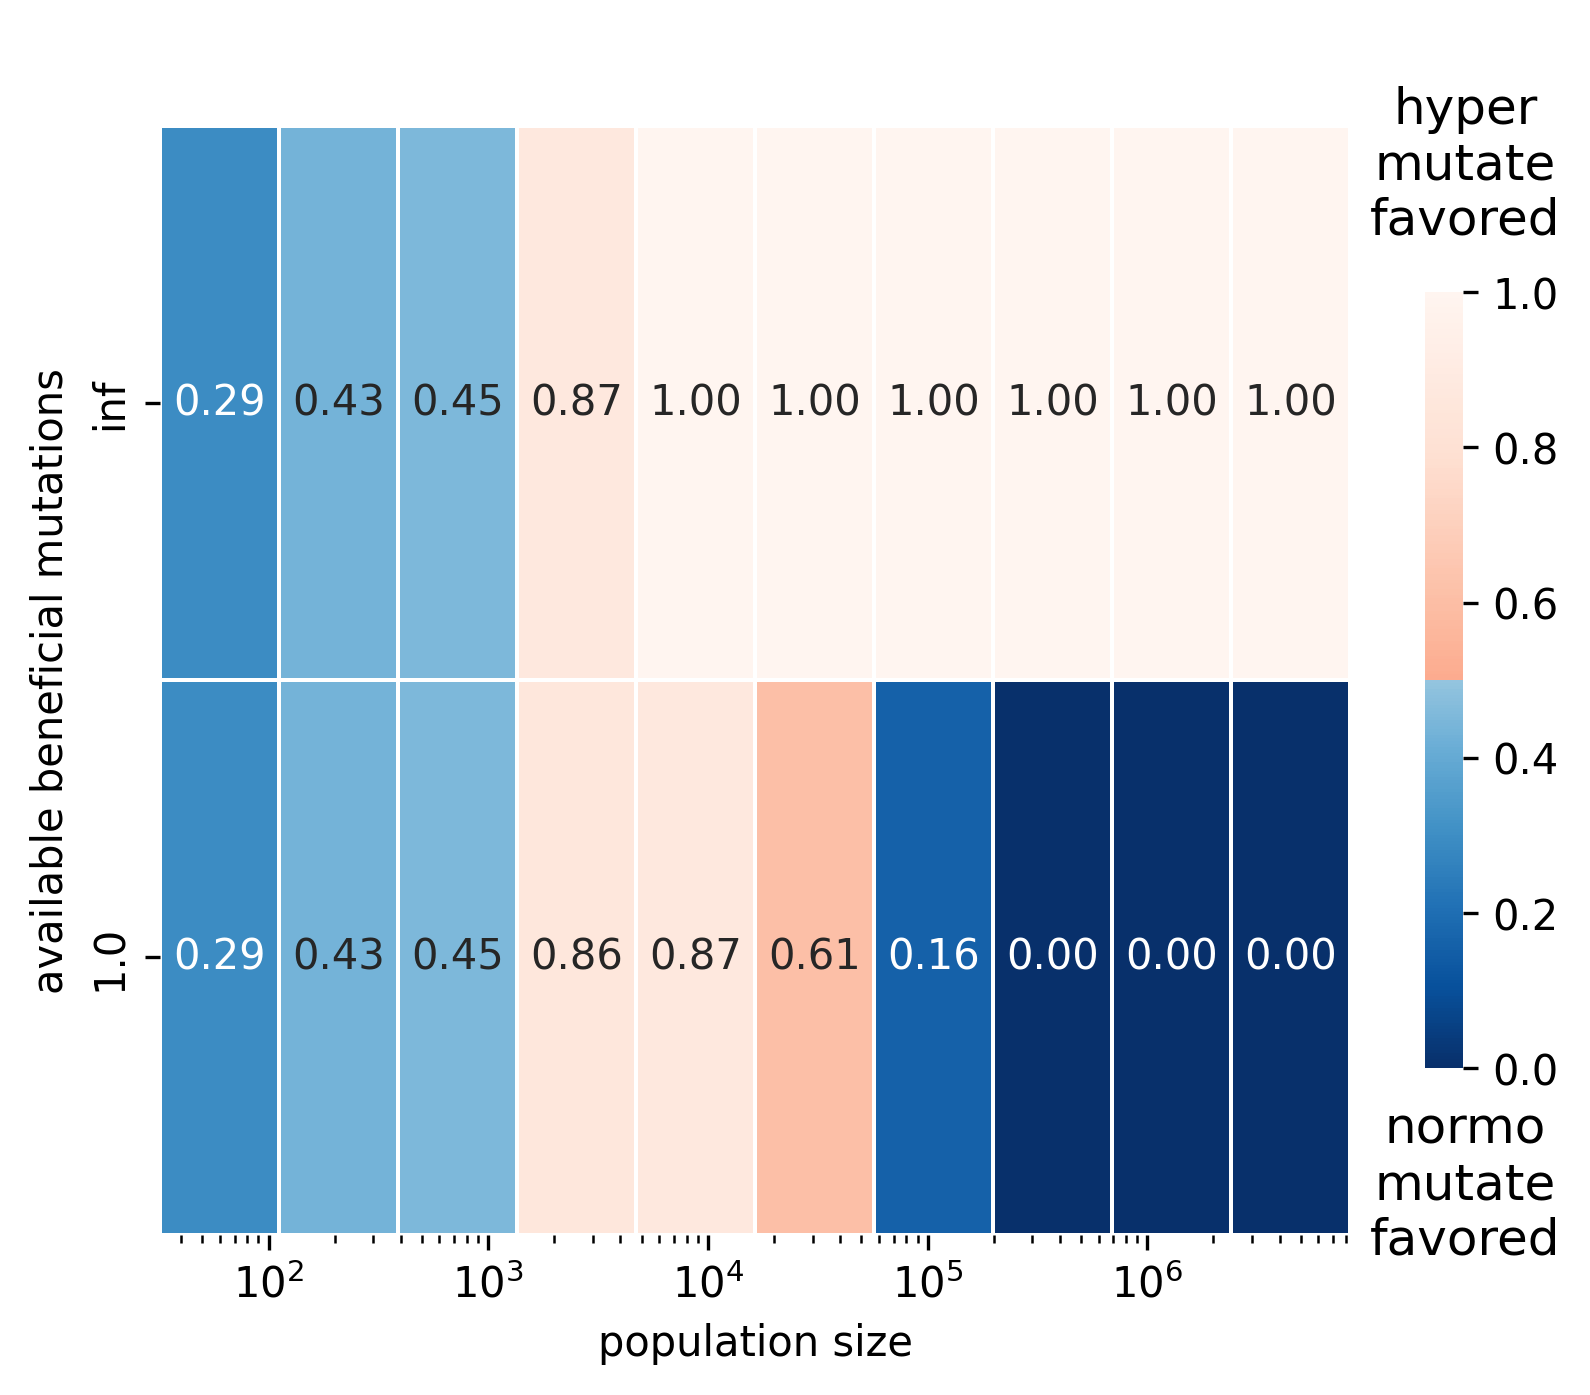 hyper
mutate
favored
available beneficial mutations
inf
0.29 0.43 0.45 0.87 1.00 1.00 1.00 1.00 1.00 1.00
1.0
0.29 0.43 0.45 0.86 0.87 0.61 0.16 0.00 0.00 0.00
10² 10³ 10⁴ 10⁵ 10⁶
population size
1.0
0.8
0.6
0.4
0.2
0.0
normo
mutate
favored